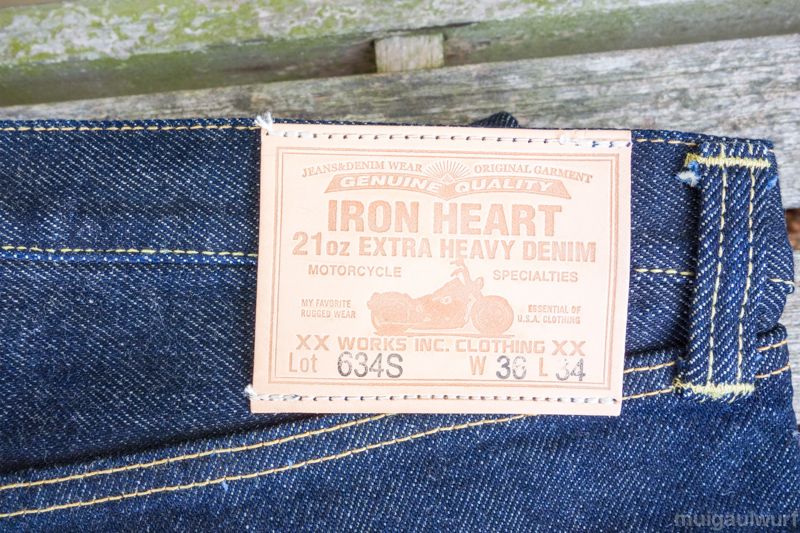 JEANS&DENIM WEAR ORIGINAL GARMENT
GENUINE QUALITY
IRON HEART
21oz EXTRA HEAVY DENIM
MOTORCYCLE SPECIALTIES
MY FAVORITE RUGGED WEAR
ESSENTIAL OF U.S.A. CLOTHING
XX WORKS INC. CLOTHING XX
Lot 634S W 36 L 34
muigaulwurf